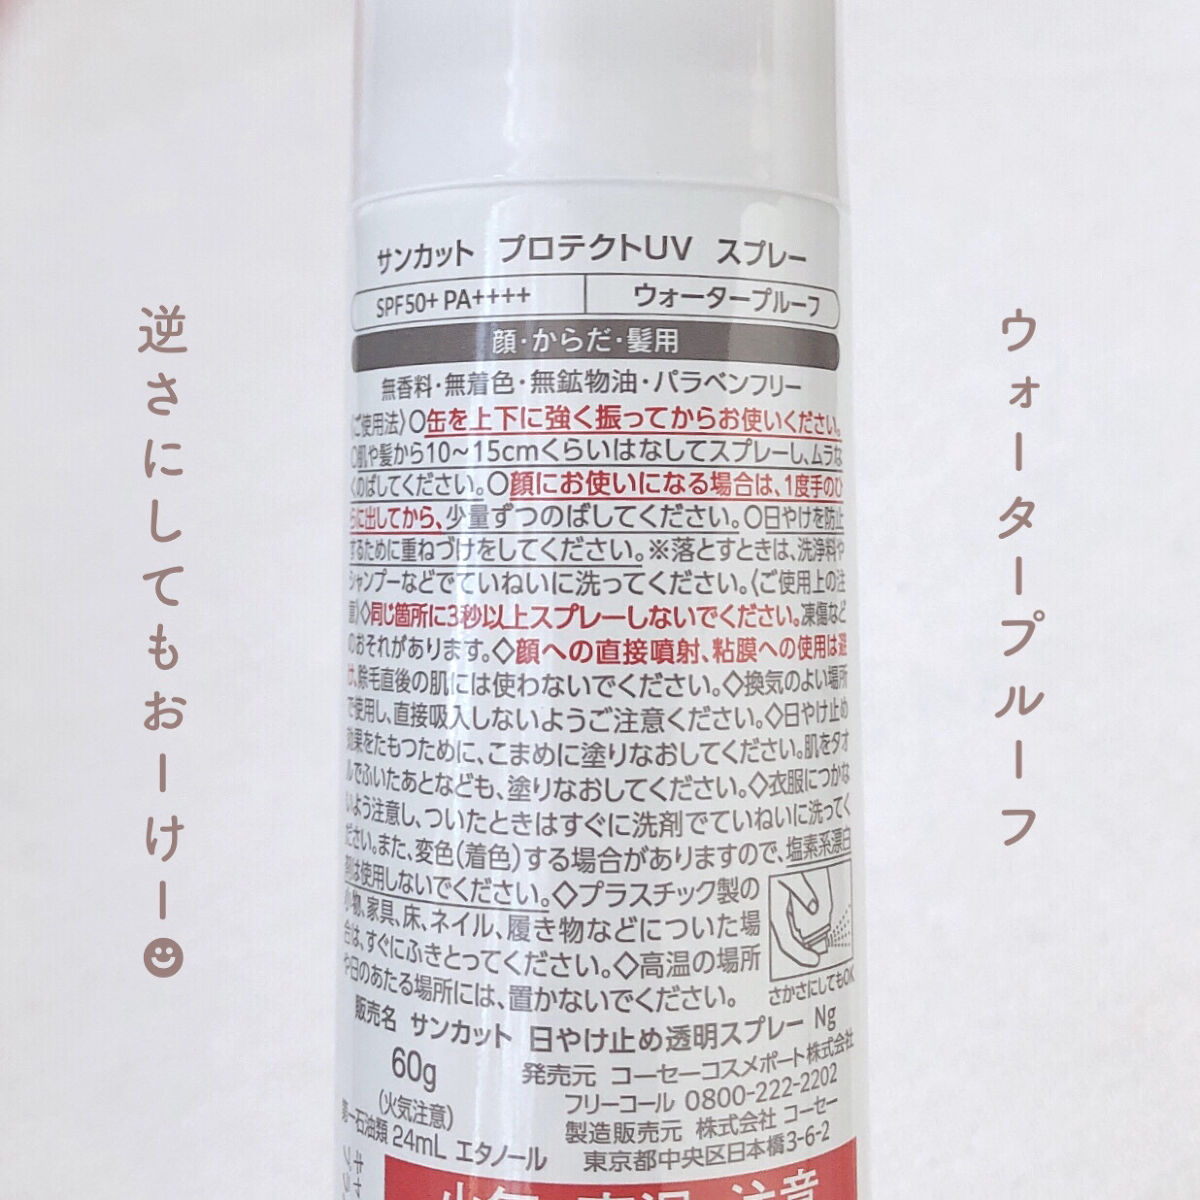 サンカット プロテクトUV スプレー
SPF50+ PA++++ ウォータープルーフ
顔・からだ・髪用
無香料・無着色・無鉱物油・パラベンフリー
〈ご使用法〉○缶を上下に強く振ってからお使いください。
○肌や髪から10～15cmくらいはなしてスプレーし、ムラな
くのばしてください。○顔にお使いになる場合は、1度手のひ
らに出してから、少量ずつのばしてください。○日やけを防止
するために重ねづけをしてください。※落とすときは、洗浄料や
シャンプーなどでていねいに洗ってください。〈ご使用上の注
意〉◇同じ箇所に3秒以上スプレーしないでください。凍傷など
のおそれがあります。◇顔への直接噴射、粘膜への使用は避
け、除毛直後の肌には使わないでください。◇換気のよい場所
で使用し、直接吸入しないようご注意ください。◇日やけ止め
効果をたもつために、こまめに塗りなおしてください。肌をタオ
ルでふいたあとなども、塗りなおしてください。◇衣服につかな
いよう注意し、ついたときはすぐに洗剤でていねいに洗ってく
ださい。また、変色(着色)する場合がありますので、塩素系漂白
剤は使用しないでください。◇プラスチック製の
小物、家具、床、ネイル、履き物などについた場
合は、すぐにふきとってください。◇高温の場所
や日のあたる場所には、置かないでください。
さかさにしてもOK
販売名 サンカット 日やけ止め透明スプレー Ng
60g
(火気注意)
第一石油類 24mL エタノール
発売元 コーセーコスメポート株式会社
フリーコール 0800-222-2202
製造販売元 株式会社 コーセー
東京都中央区日本橋3-6-2
逆さにしてもおーけー
ウォータープルーフ